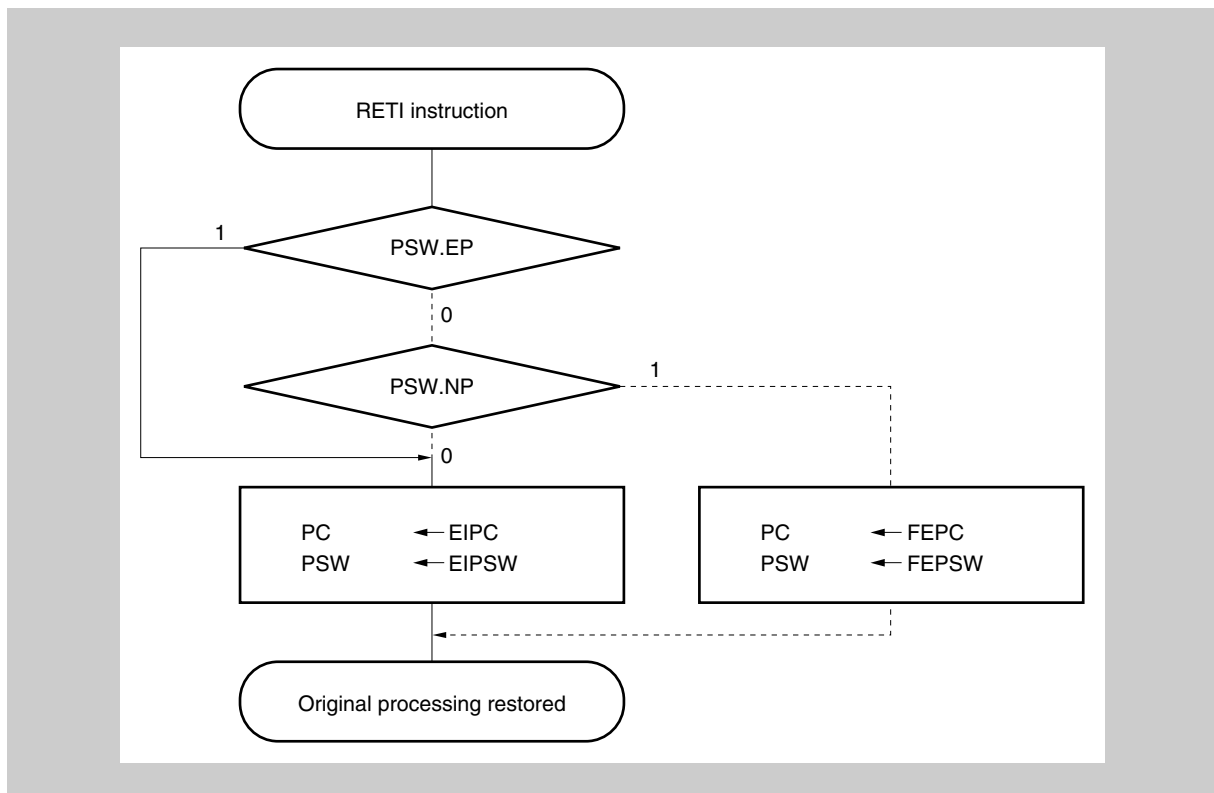 RETI instruction
1
PSW.EP
0
1
PSW.NP
0
PC ← EIPC
PSW ← EIPSW
PC ← FEPC
PSW ← FEPSW
Original processing restored